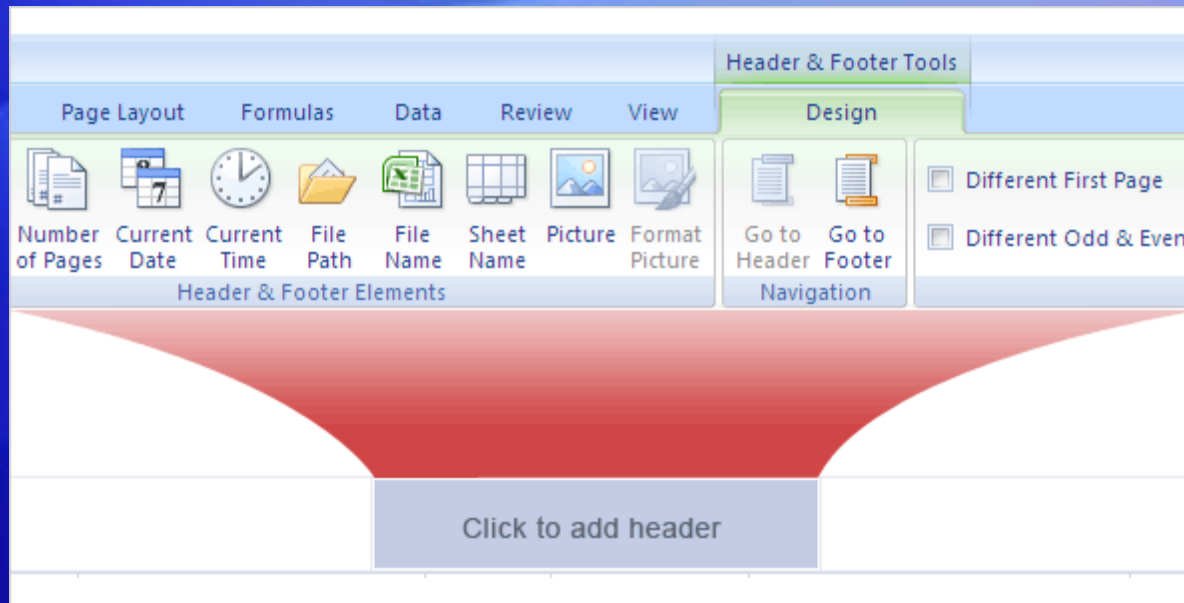 Header & Footer Tools
Page Layout Formulas Data Review View Design
Number of Pages
Current Date
Current Time
File Path
File Name
Sheet Name
Picture
Format Picture
Go to Header
Go to Footer
Different First Page
Different Odd & Even
Header & Footer Elements
Navigation
Click to add header